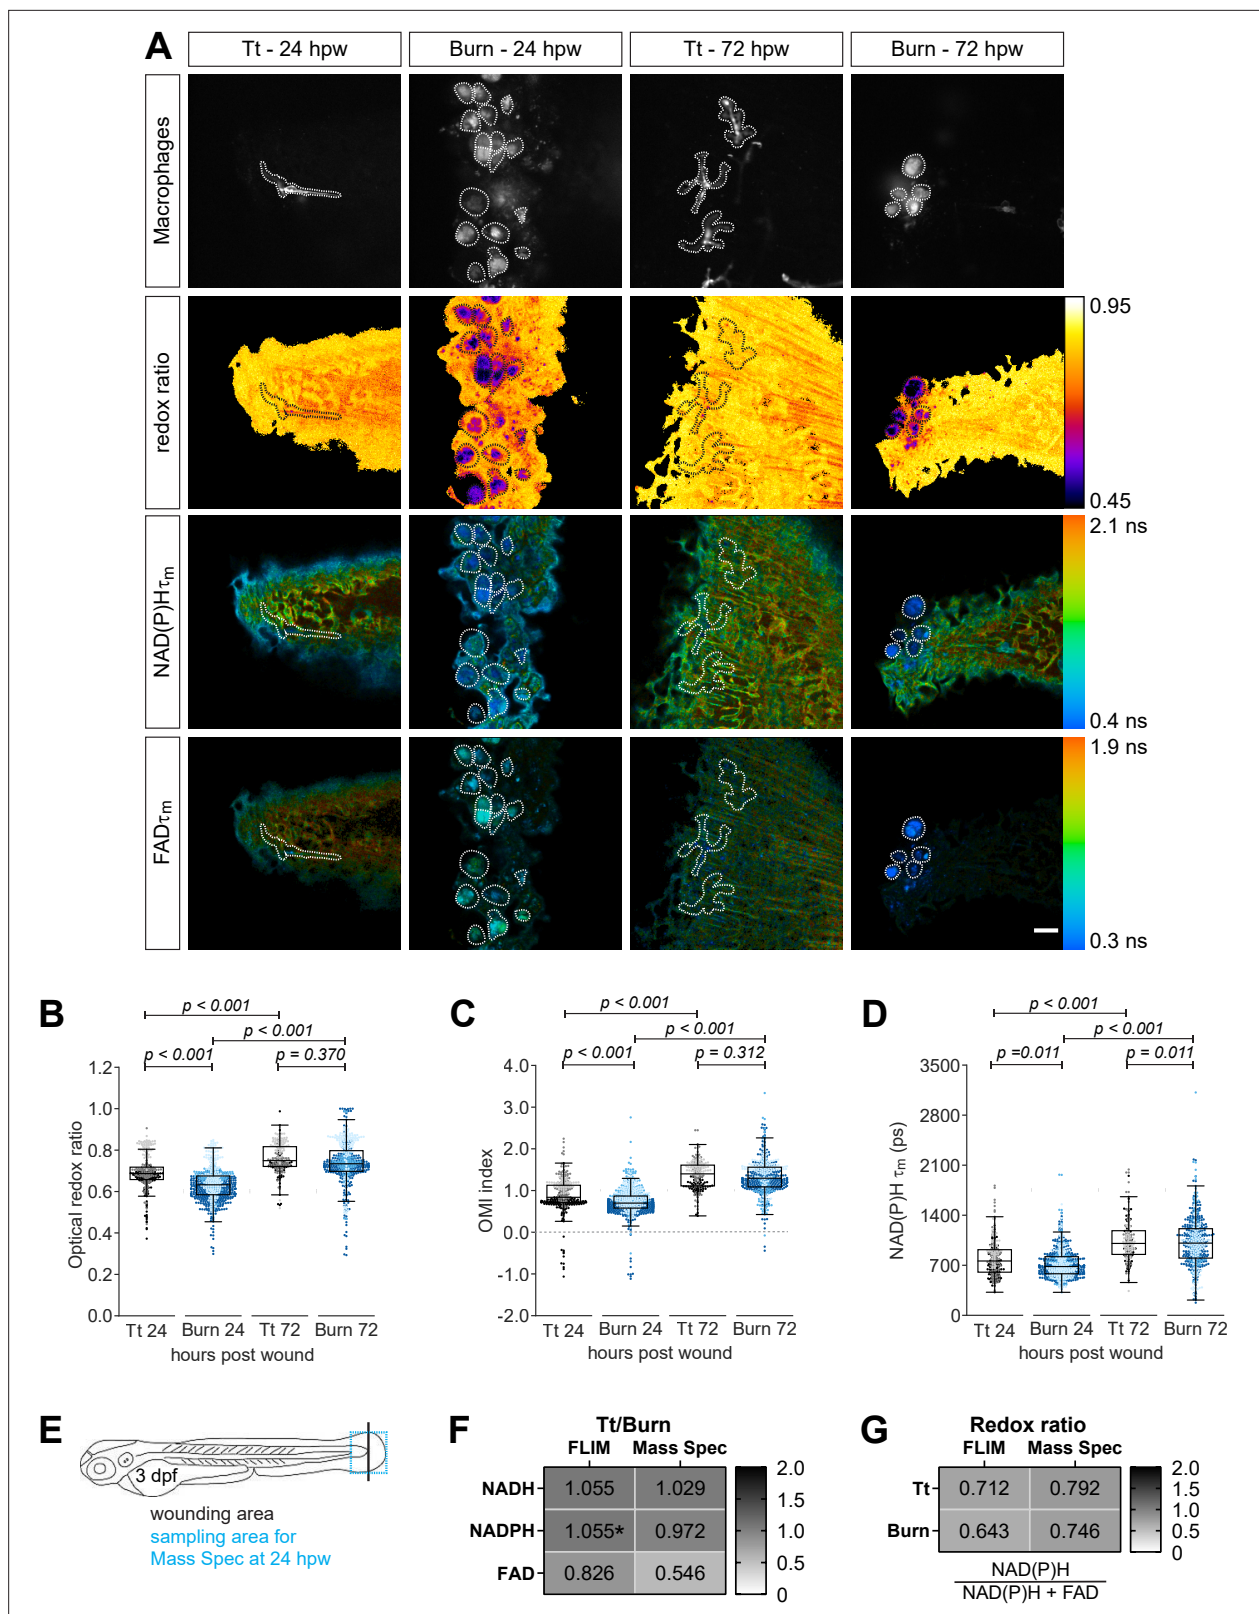 A
Tt - 24 hpw
Burn - 24 hpw
Tt - 72 hpw
Burn - 72 hpw
Macrophages
redox ratio
0.95
0.45
NAD(P)Hτm
2.1 ns
0.4 ns
FADτm
1.9 ns
0.3 ns
B
p < 0.001
p < 0.001
p < 0.001
p = 0.370
Optical redox ratio
1.2
1.0
0.8
0.6
0.4
0.2
0.0
Tt 24
Burn 24
Tt 72
Burn 72
hours post wound
C
p < 0.001
p < 0.001
p < 0.001
p = 0.312
OMI index
4.0
3.0
2.0
1.0
0.0
-1.0
-2.0
Tt 24
Burn 24
Tt 72
Burn 72
hours post wound
D
p < 0.001
p < 0.001
p =0.011
p = 0.011
NAD(P)H τm (ps)
3500
2800
2100
1400
700
0
Tt 24
Burn 24
Tt 72
Burn 72
hours post wound
E
3 dpf
wounding area
sampling area for
Mass Spec at 24 hpw
F
Tt/Burn
FLIM Mass Spec
NADH 1.055 1.029
NADPH 1.055* 0.972
FAD 0.826 0.546
2.0
1.5
1.0
0.5
0
G
Redox ratio
FLIM Mass Spec
Tt 0.712 0.792
Burn 0.643 0.746
2.0
1.5
1.0
0.5
0
NAD(P)H
NAD(P)H + FAD